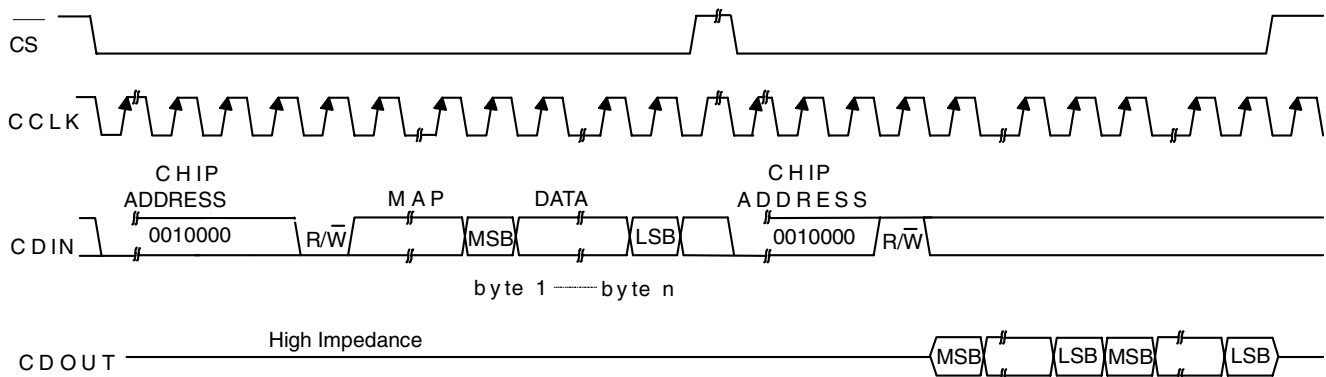 CS
CCLK
CHIP
ADDRESS
MAP
DATA
CHIP
ADDRESS
CDIN
0010000
R/W
MSB
LSB
0010000
R/W
byte 1
byte n
High Impedance
CDOUT
MSB
LSB
MSB
LSB